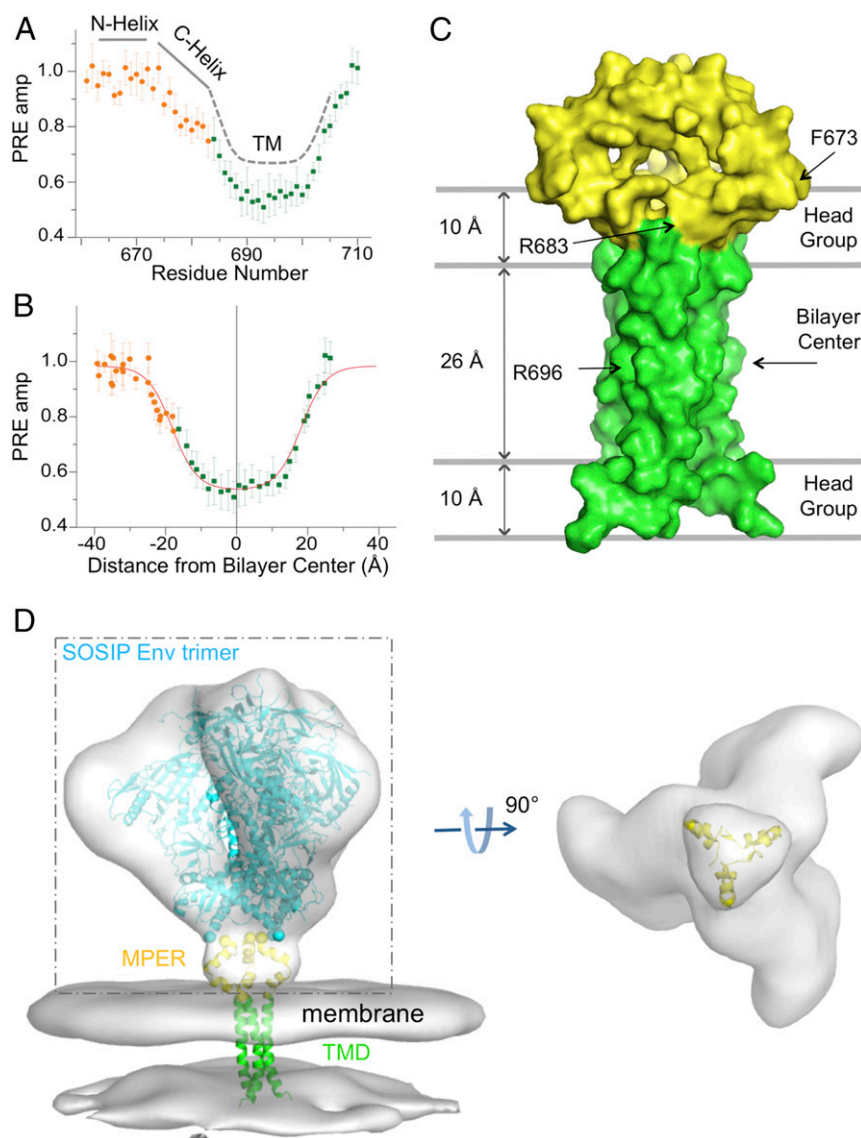 A
N-Helix
C-Helix
TM
PRE amp
1.0
0.8
0.6
0.4
670
690
710
Residue Number
B
PRE amp
1.0
0.8
0.6
0.4
-40
-20
0
20
40
Distance from Bilayer Center (Å)
C
F673
10 Å
R683
Head
Group
26 Å
R696
Bilayer
Center
10 Å
Head
Group
D
SOSIP Env trimer
90°
MPER
membrane
TMD